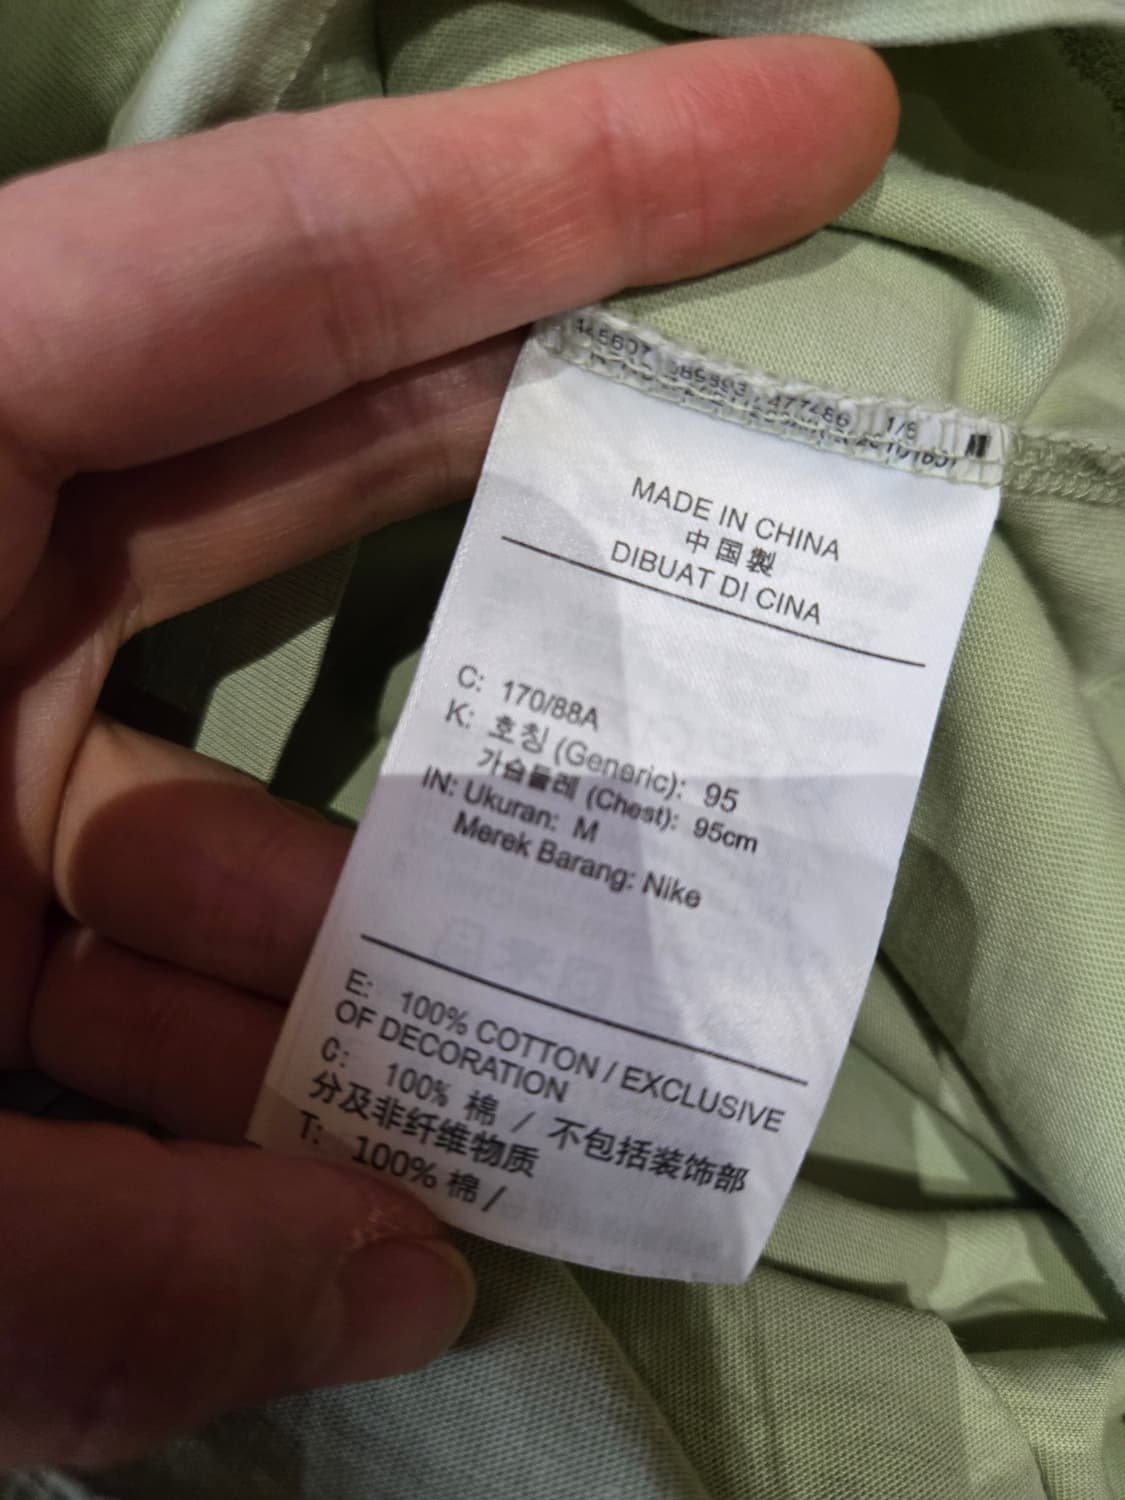 1/6
MADE IN CHINA
中国製
DIBUAT DI CINA
C: 170/88A
K: 호칭 (Generic): 95
가슴둘레 (Chest): 95cm
IN: Ukuran: M
Merek Barang: Nike
E: 100% COTTON / EXCLUSIVE
OF DECORATION
C: 100% 棉 / 不包括装饰部
分及非纤维物质
T: 100% 棉 /